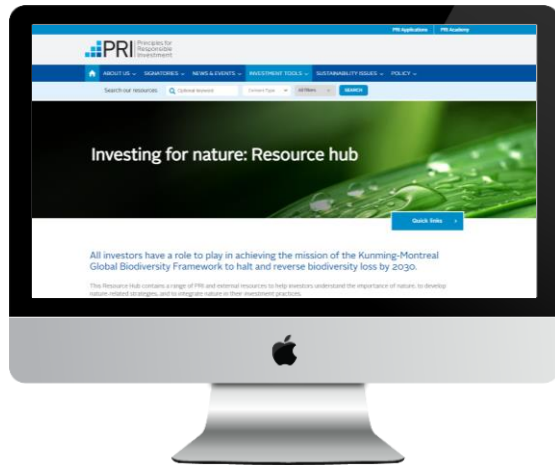 PRI Applications PRI Academy
PRI Principles for
Responsible
Investment
ABOUT US SIGNATORIES NEWS & EVENTS INVESTMENT TOOLS SUSTAINABILITY ISSUES POLICY
Search our resources Optional keyword Content Type All filters SEARCH
Investing for nature: Resource hub
Quick links
All investors have a role to play in achieving the mission of the Kunming-Montreal
Global Biodiversity Framework to halt and reverse biodiversity loss by 2030.
This Resource Hub contains a range of PRI and external resources to help investors understand the importance of nature, to develop
nature-related strategies, and to integrate nature in their investment practices.